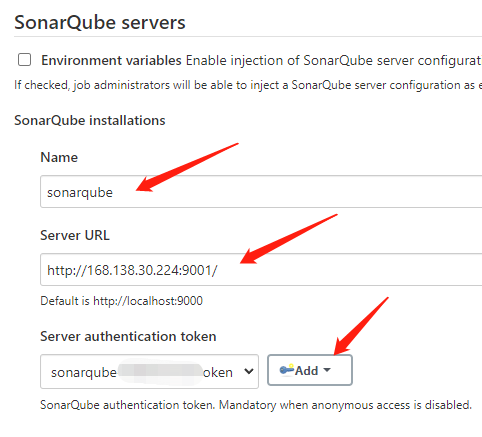 SonarQube servers
Environment variables Enable injection of SonarQube server configurat
If checked, job administrators will be able to inject a SonarQube server configuration as e
SonarQube installations
Name
sonarqube
Server URL
http://168.138.30.224:9001/
Default is http://localhost:9000
Server authentication token
sonarqube oken
Add
SonarQube authentication token. Mandatory when anonymous access is disabled.